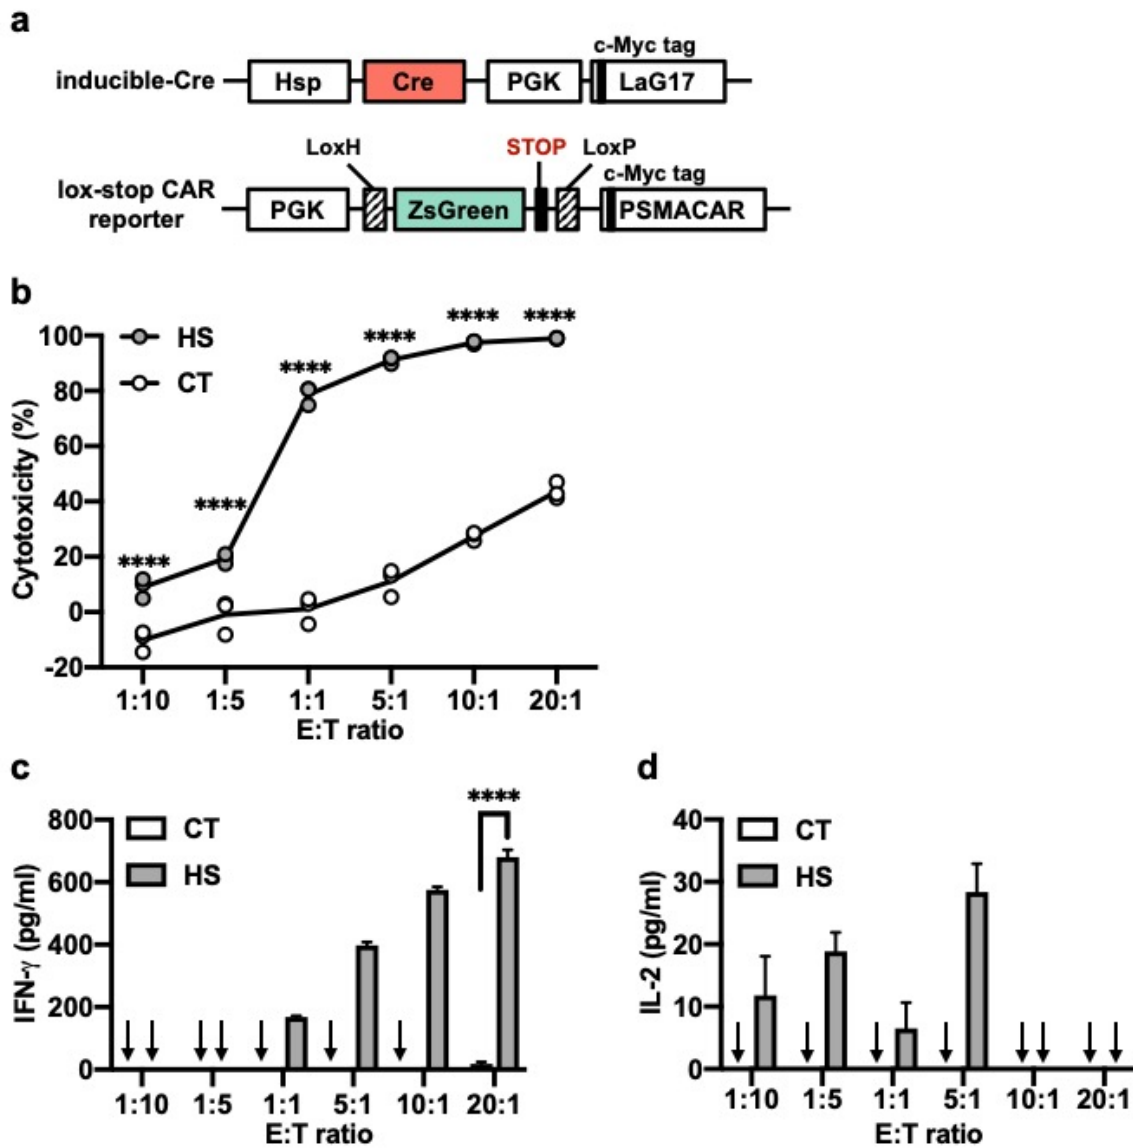 a
c-Myc tag
inducible-Cre Hsp Cre PGK LaG17
LoxH STOP LoxP
c-Myc tag
lox-stop CAR
reporter
PGK ZsGreen PSMACAR
b
HS
CT
****
****
****
****
****
****
Cytotoxicity (%)
100
80
60
40
20
0
-20
1:10 1:5 1:1 5:1 10:1 20:1
E:T ratio
c
CT
HS
****
IFN-γ (pg/ml)
800
600
400
200
0
1:10 1:5 1:1 5:1 10:1 20:1
E:T ratio
d
CT
HS
IL-2 (pg/ml)
40
30
20
10
0
1:10 1:5 1:1 5:1 10:1 20:1
E:T ratio